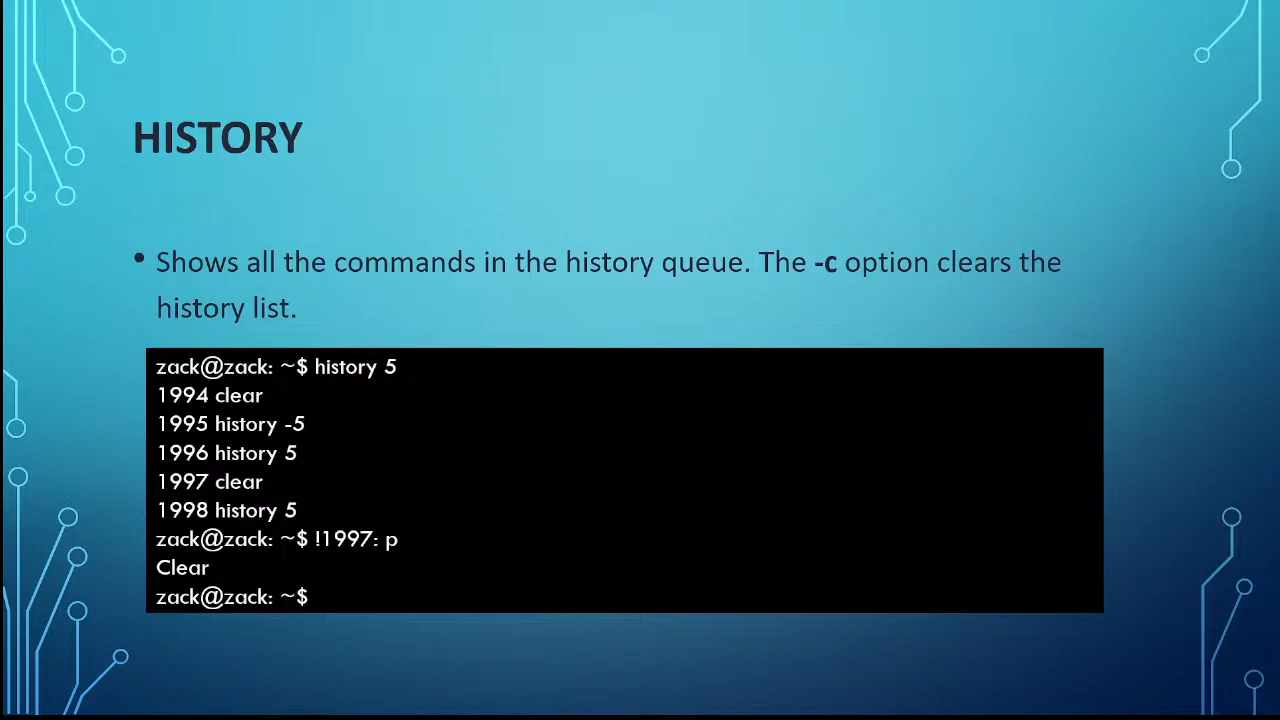 HISTORY
• Shows all the commands in the history queue. The -c option clears the
history list.
zack@zack: ~$ history 5
1994 clear
1995 history -5
1996 history 5
1997 clear
1998 history 5
zack@zack: ~$ !1997: p
Clear
zack@zack: ~$